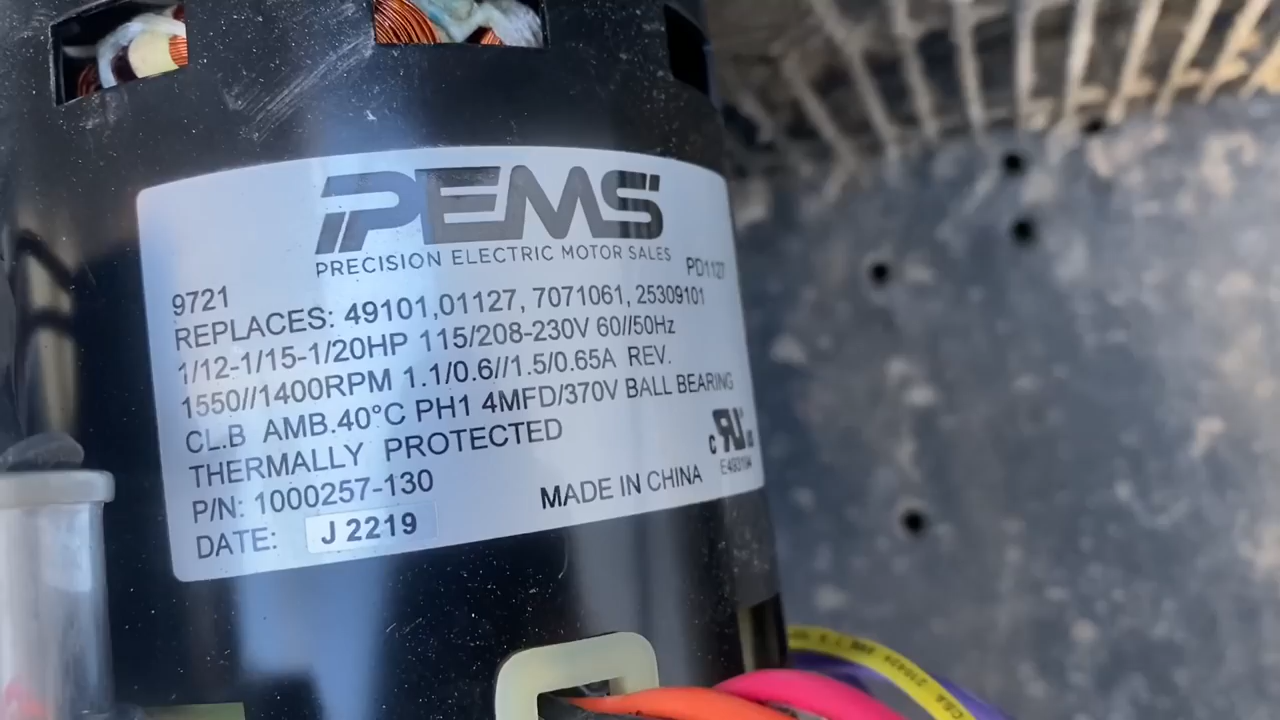 PEMS
PRECISION ELECTRIC MOTOR SALES
9721 PD1127
REPLACES: 49101,01127, 7071061, 25309101
1/12-1/15-1/20HP 115/208-230V 60//50Hz
1550//1400RPM 1.1/0.6//1.5/0.65A REV.
CL.B AMB.40°C PH1 4MFD/370V BALL BEARING
THERMALLY PROTECTED
P/N: 1000257-130
MADE IN CHINA
DATE: J 2219